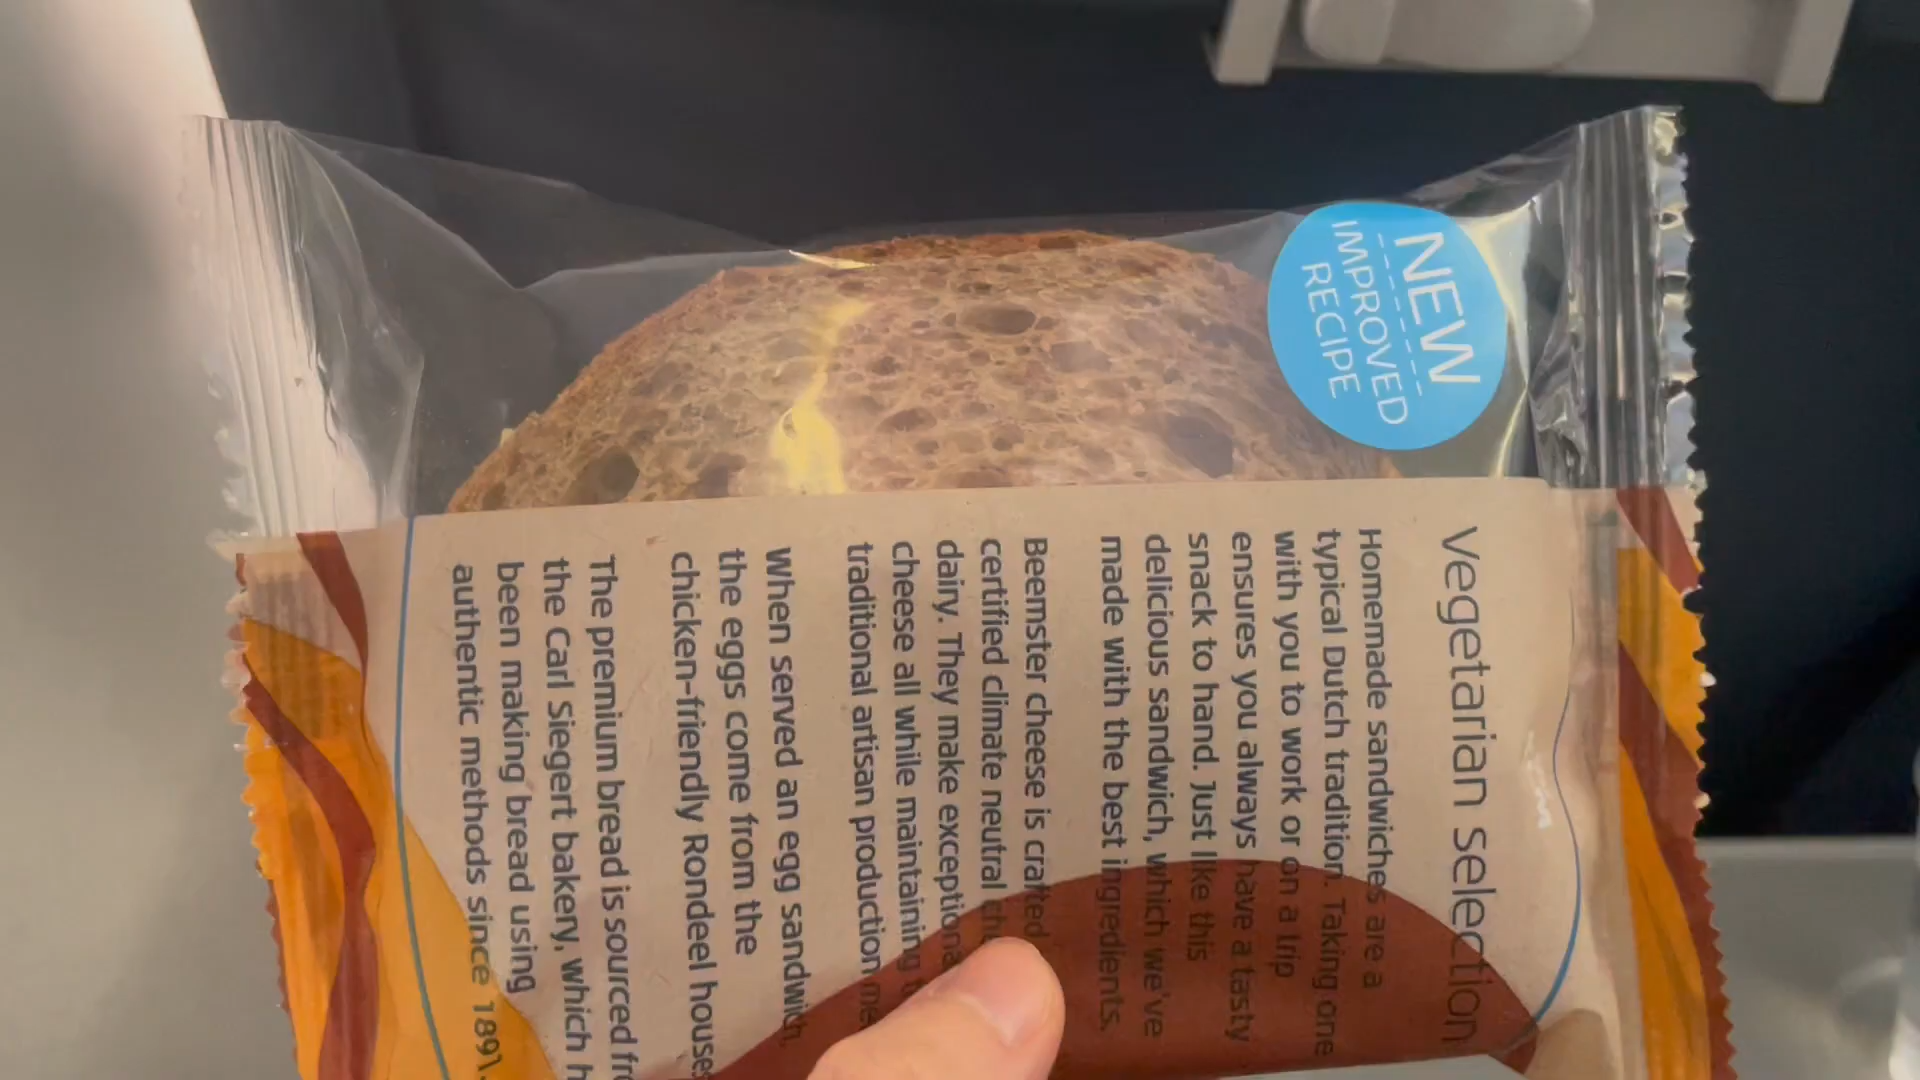 NEW
IMPROVED
RECIPE
Vegetarian selection
Homemade sandwiches are a
typical Dutch tradition. Taking one
with you to work or on a trip
ensures you always have a tasty
snack to hand. Just like this
delicious sandwich, which we've
made with the best ingredients.
Beemster cheese is crafted
certified climate neutral
dairy. They make exceptiona
cheese all while maintaining
traditional artisan production me
When served an egg sandwich,
the eggs come from the
chicken-friendly Rondeel house
The premium bread is sourced fr
the Carl Siegert bakery, which h
been making bread using
authentic methods since 1891.